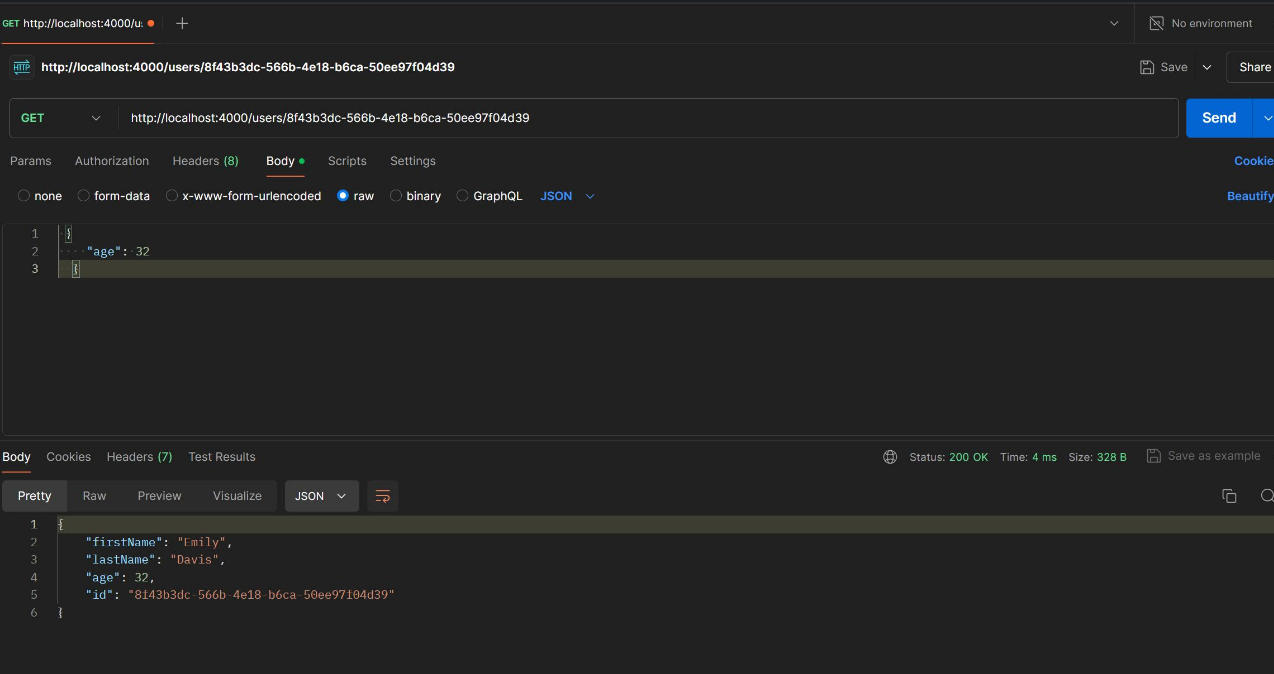 GET http://localhost:4000/us
No environment
HTTP http://localhost:4000/users/8f43b3dc-566b-4e18-b6ca-50ee97f04d39
Save
Share
GET http://localhost:4000/users/8f43b3dc-566b-4e18-b6ca-50ee97f04d39
Send
Params Authorization Headers (8) Body Scripts Settings
Cookie
none form-data x-www-form-urlencoded raw binary GraphQL JSON
Beautify
1 {
2 "age": 32
3 }
Body Cookies Headers (7) Test Results
Status: 200 OK Time: 4 ms Size: 328 B Save as example
Pretty Raw Preview Visualize JSON
1 {
2 "firstName": "Emily",
3 "lastName": "Davis",
4 "age": 32,
5 "id": "8f43b3dc-566b-4e18-b6ca-50ee97f04d39"
6 }